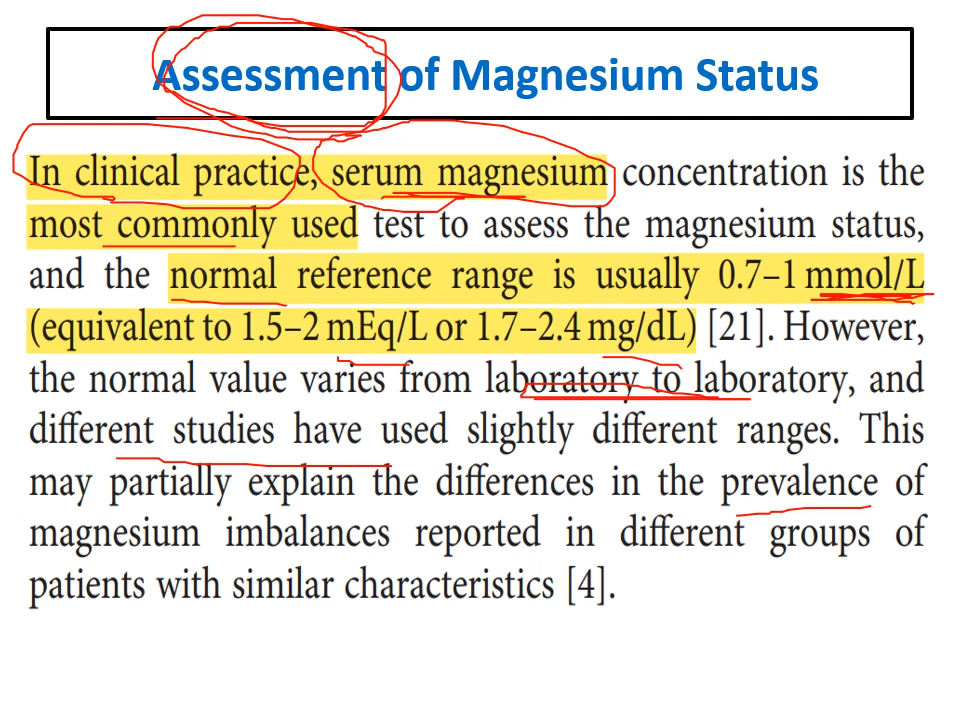 Assessment of Magnesium Status
In clinical practice, serum magnesium concentration is the
most commonly used test to assess the magnesium status,
and the normal reference range is usually 0.7–1 mmol/L
(equivalent to 1.5–2 mEq/L or 1.7–2.4 mg/dL) [21]. However,
the normal value varies from laboratory to laboratory, and
different studies have used slightly different ranges. This
may partially explain the differences in the prevalence of
magnesium imbalances reported in different groups of
patients with similar characteristics [4].